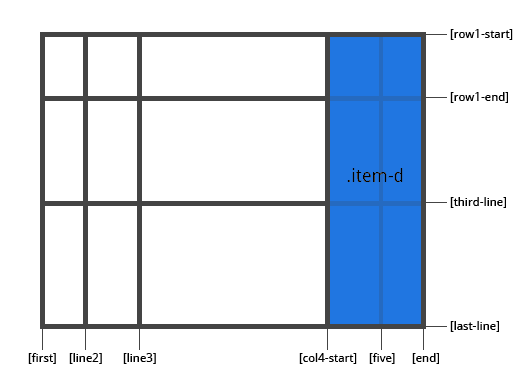 [row1-start]
[row1-end]
.item-d
[third-line]
[last-line]
[first] [line2] [line3] [col4-start] [five] [end]